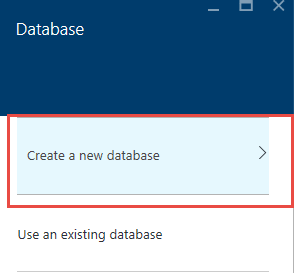 Database
Create a new database
Use an existing database